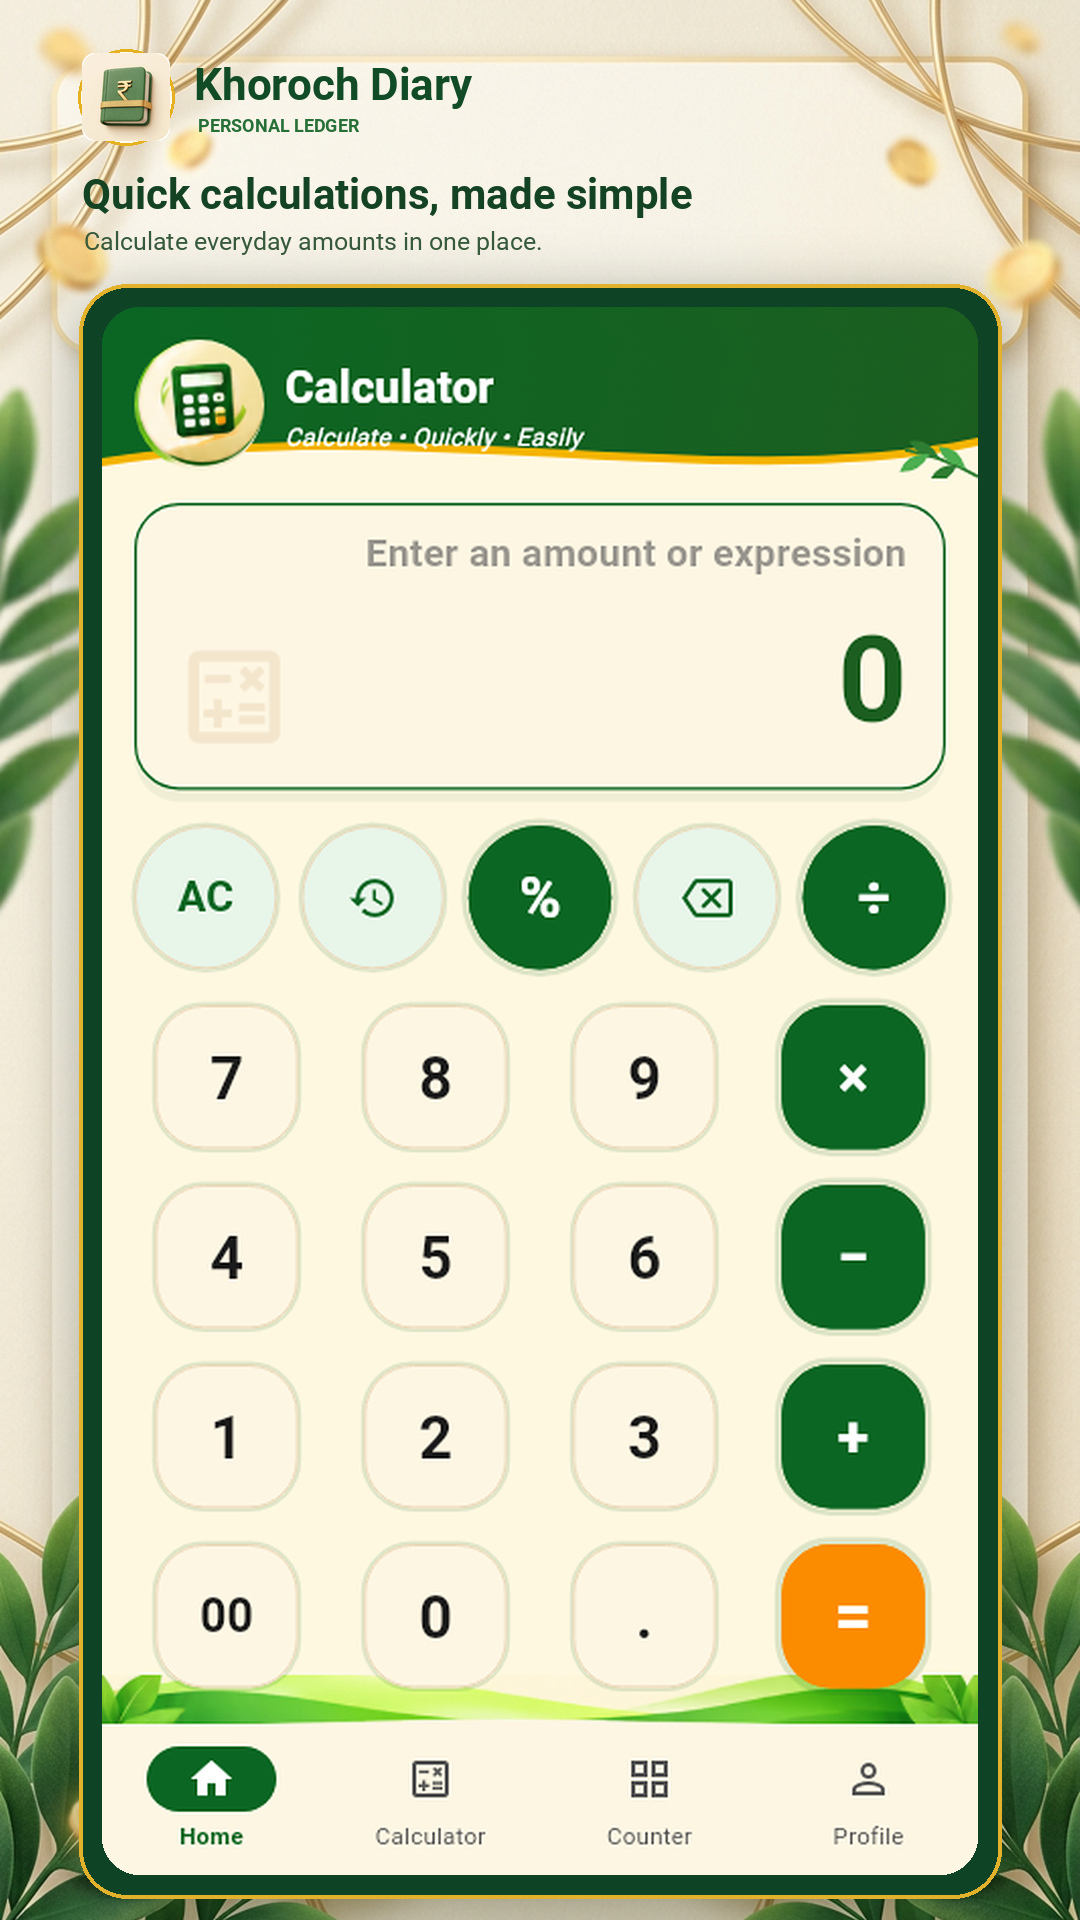 Khoroch Diary
PERSONAL LEDGER
Quick calculations, made simple
Calculate everyday amounts in one place.
Calculator
Calculate • Quickly • Easily
Enter an amount or expression
0
AC % ÷
7 8 9 ×
4 5 6 −
1 2 3 +
00 0 . =
Home Calculator Counter Profile